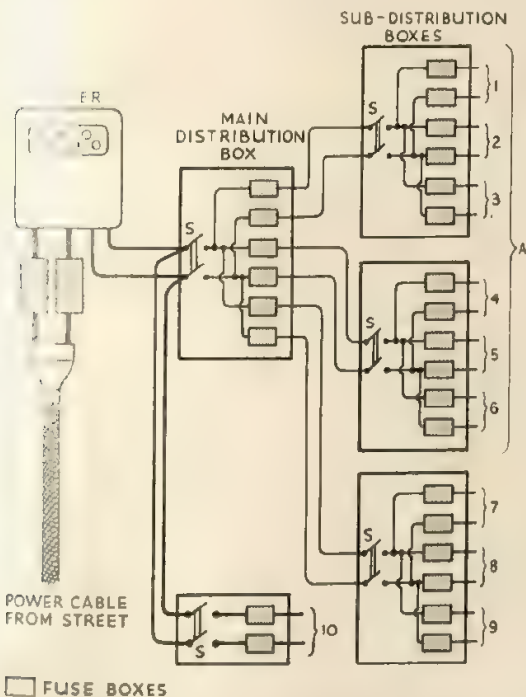 SUB-DISTRIBUTION
BOXES
ER
MAIN
DISTRIBUTION
BOX
S
1
2
3
A
S
S
4
5
6
S
7
8
9
S
10
POWER CABLE
FROM STREET
FUSE BOXES